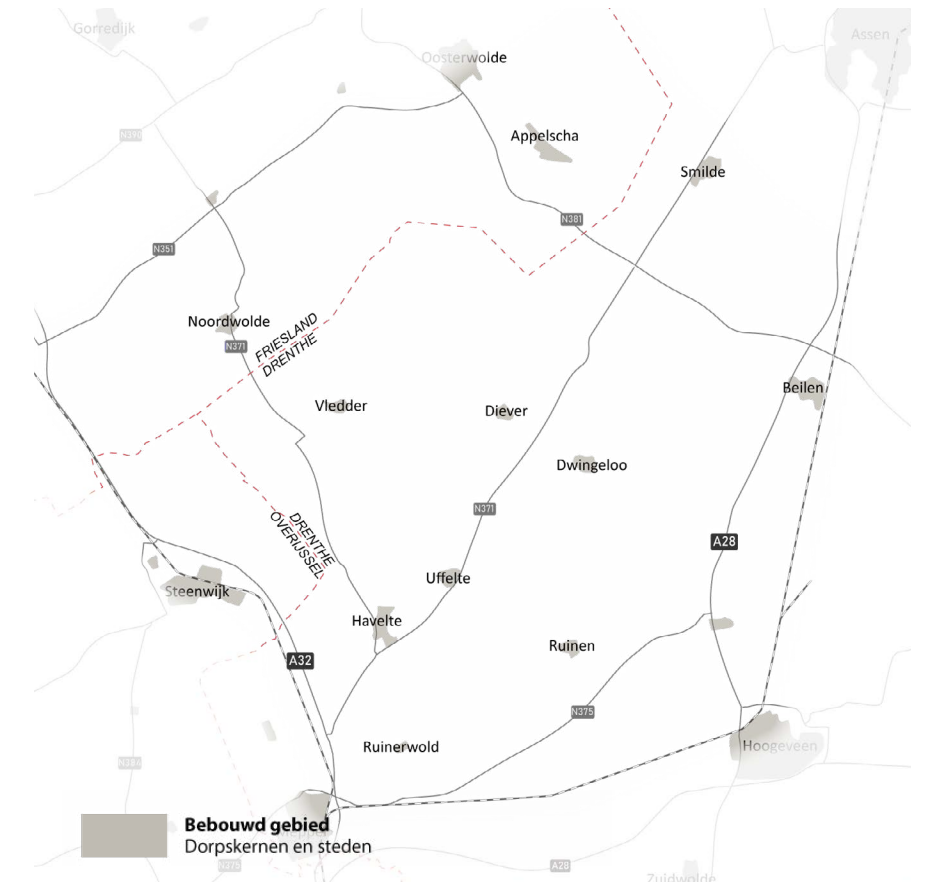 Gorredijk
Assen
Oosterwolde
N390
Appelscha
Smilde
N381
N351
Noordwolde
N371
FRIESLAND
DRENTHE
Vledder
Diever
Beilen
Dwingeloo
N371
DRENTHE
OVERIJSSEL
A28
Uffelte
Steenwijk
Havelte
Ruinen
A32
N375
Ruinerwold
Hoogeveen
Bebouwd gebied
Dorpskernen en steden
A28
Zuidwolde